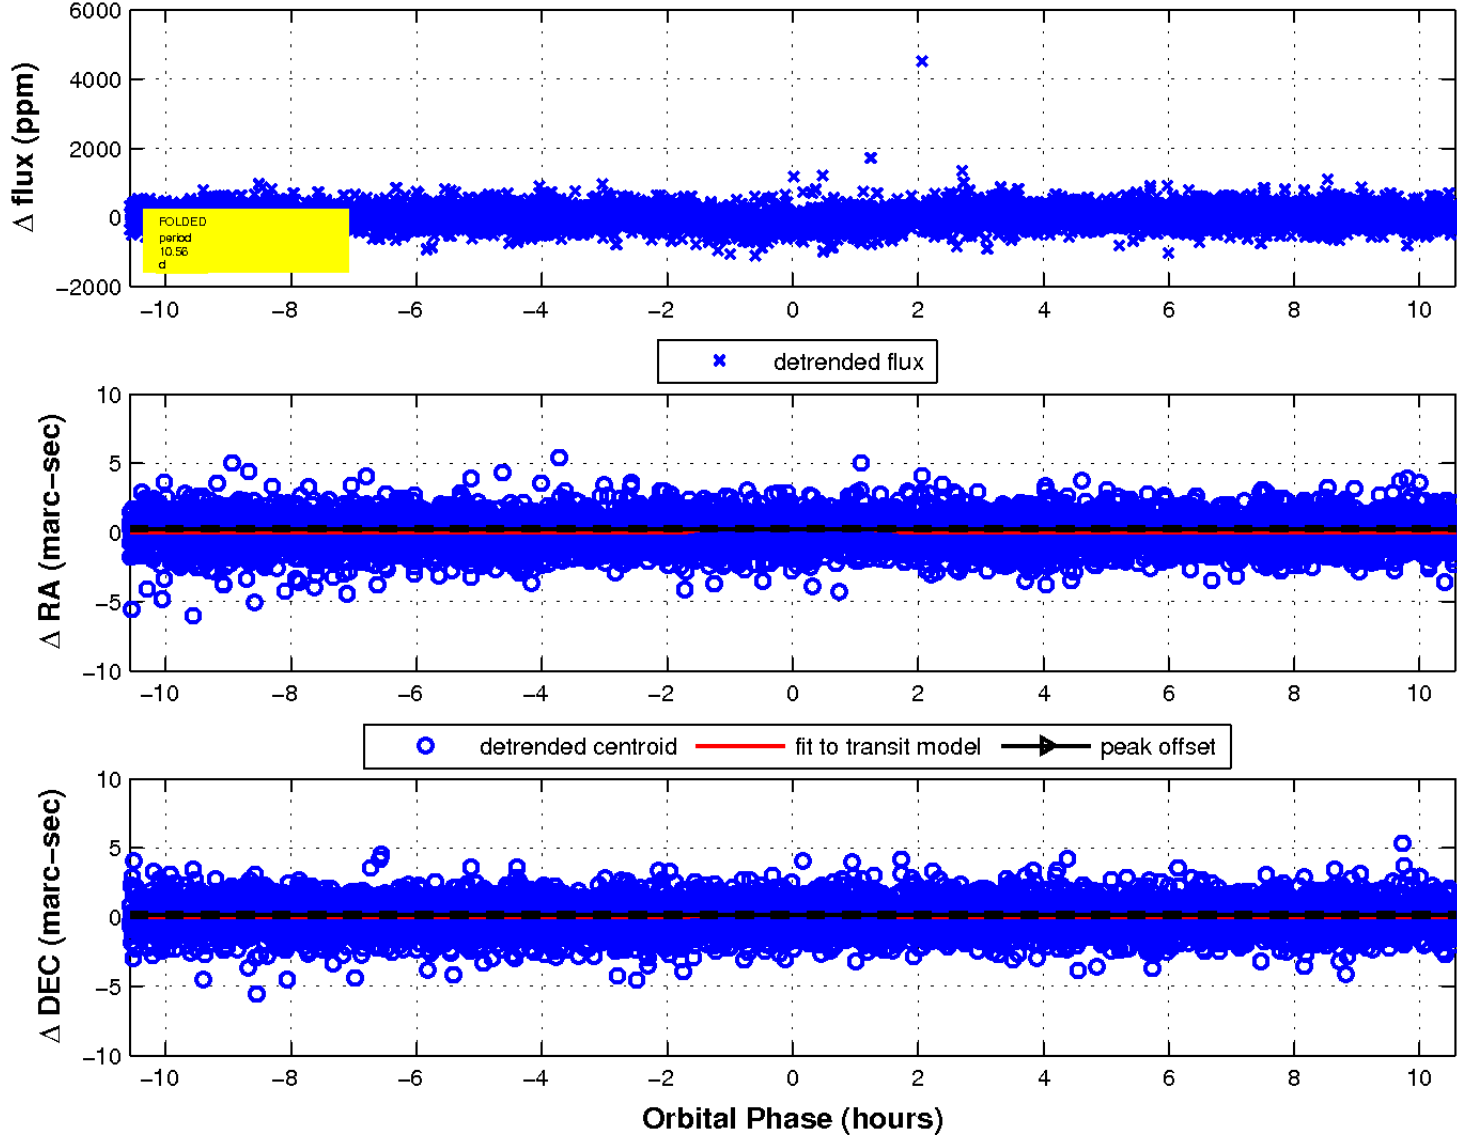 6000
4000
2000
0
−2000
Δ flux (ppm)
FOLDED
period
10.56
d
−10 −8 −6 −4 −2 0 2 4 6 8 10
detrended flux
10
5
0
−5
−10
Δ RA (marc−sec)
−10 −8 −6 −4 −2 0 2 4 6 8 10
detrended centroid fit to transit model peak offset
10
5
0
−5
−10
Δ DEC (marc−sec)
−10 −8 −6 −4 −2 0 2 4 6 8 10
Orbital Phase (hours)